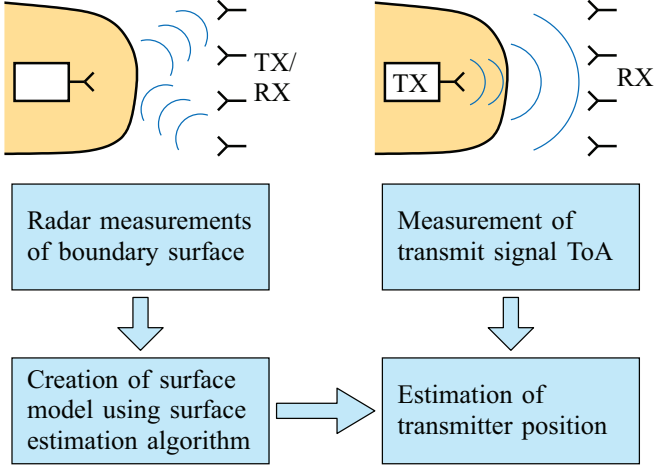 TX/
RX
TX
RX
Radar measurements
of boundary surface
Measurement of
transmit signal ToA
Creation of surface
model using surface
estimation algorithm
Estimation of
transmitter position